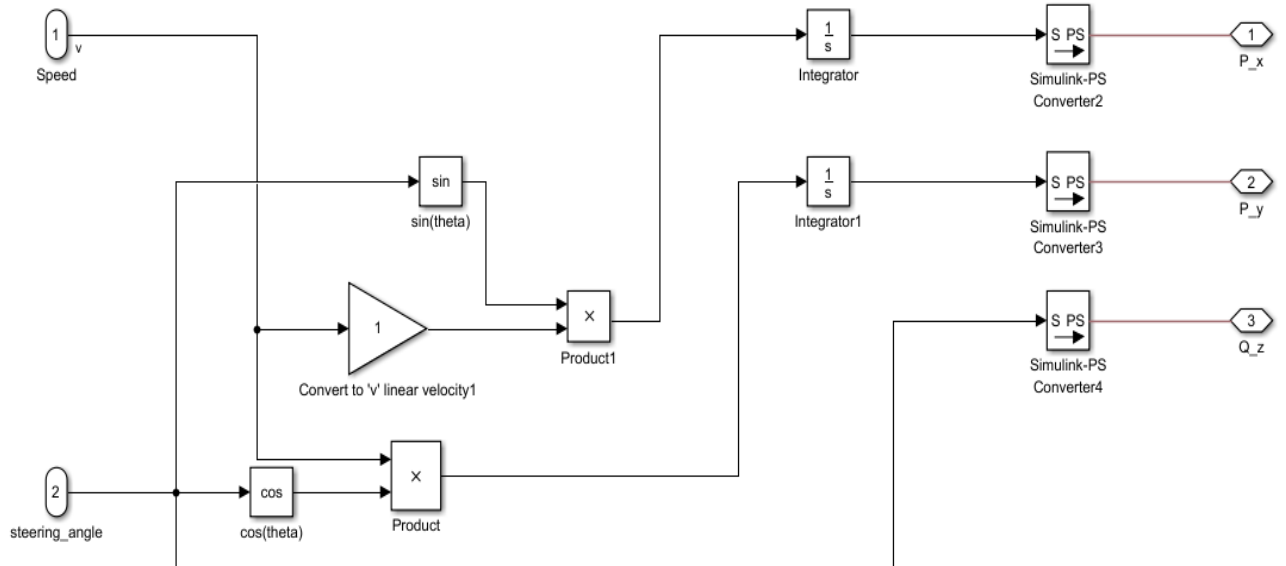 1
v
Speed
1
s
Integrator
S PS
Simulink-PS
Converter2
1
P_x
sin
sin(theta)
1
s
Integrator1
S PS
Simulink-PS
Converter3
2
P_y
1
Convert to 'v' linear velocity1
X
Product1
S PS
Simulink-PS
Converter4
3
Q_z
2
steering_angle
cos
cos(theta)
X
Product